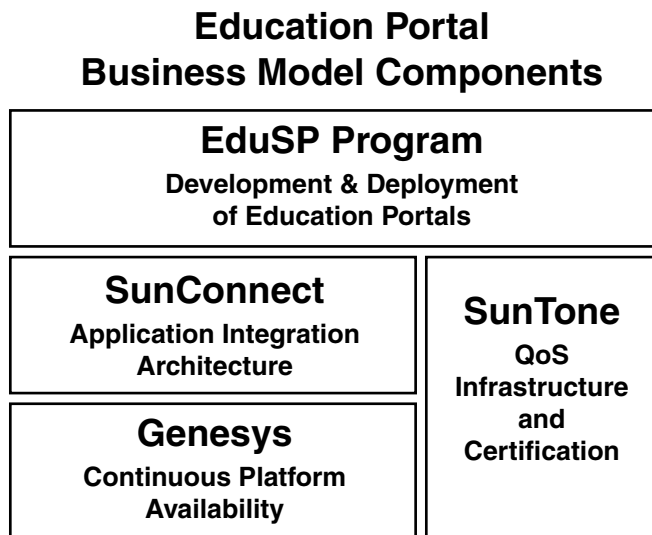 Education Portal
Business Model Components
EduSP Program
Development & Deployment
of Education Portals
SunConnect
Application Integration
Architecture
Genesys
Continuous Platform
Availability
SunTone
QoS
Infrastructure
and
Certification